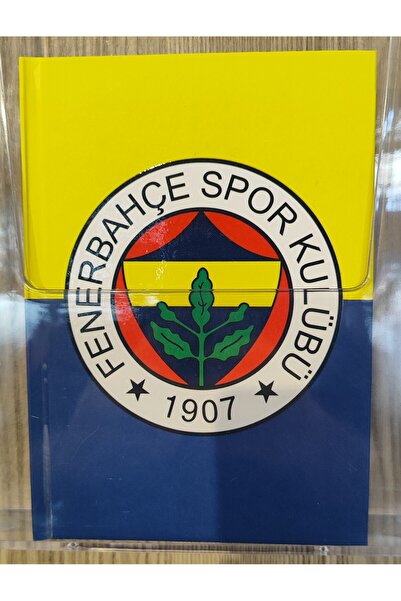 FENERBAHÇE SPOR KULÜBÜ
★ 1907 ★